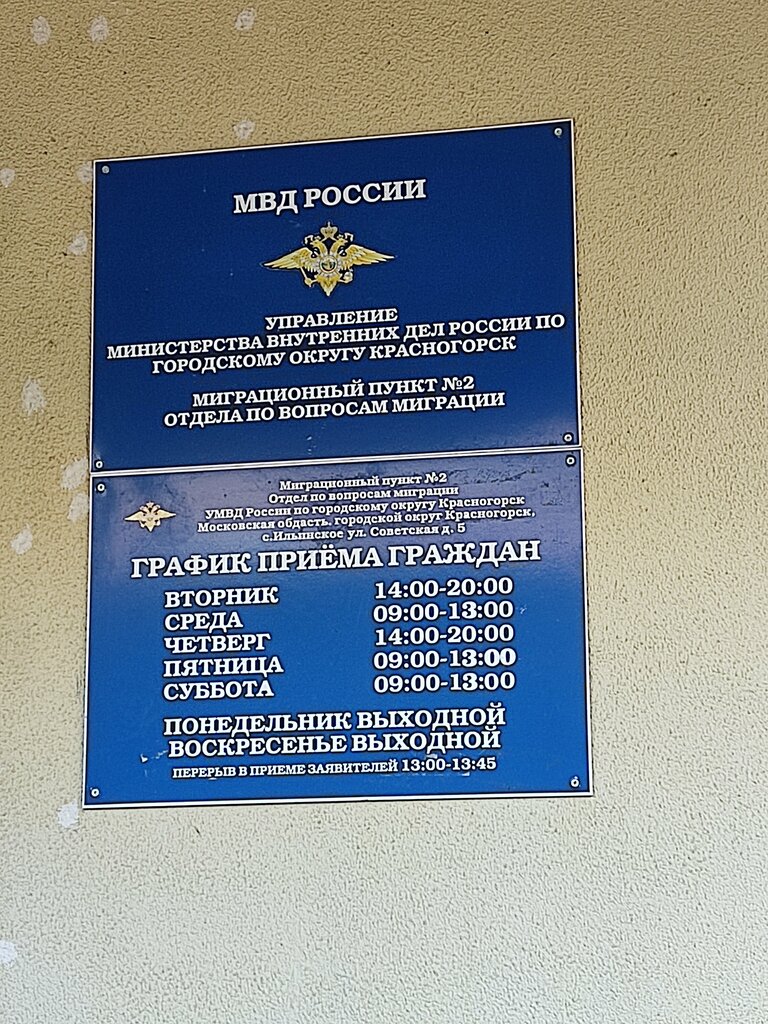 МВД РОССИИ
УПРАВЛЕНИЕ
МИНИСТЕРСТВА ВНУТРЕННИХ ДЕЛ РОССИИ ПО
ГОРОДСКОМУ ОКРУГУ КРАСНОГОРСК
МИГРАЦИОННЫЙ ПУНКТ №2
ОТДЕЛА ПО ВОПРОСАМ МИГРАЦИИ
Миграционный пункт №2
Отдел по вопросам миграции
УМВД России по городскому округу Красногорск
Московская область. городской округ Красногорск,
с.Ильинское ул. Советская д. 5
ГРАФИК ПРИЁМА ГРАЖДАН
ВТОРНИК 14:00-20:00
СРЕДА 09:00-13:00
ЧЕТВЕРГ 14:00-20:00
ПЯТНИЦА 09:00-13:00
СУББОТА 09:00-13:00
ПОНЕДЕЛЬНИК ВЫХОДНОЙ
ВОСКРЕСЕНЬЕ ВЫХОДНОЙ
ПЕРЕРЫВ В ПРИЕМЕ ЗАЯВИТЕЛЕЙ 13:00-13:45